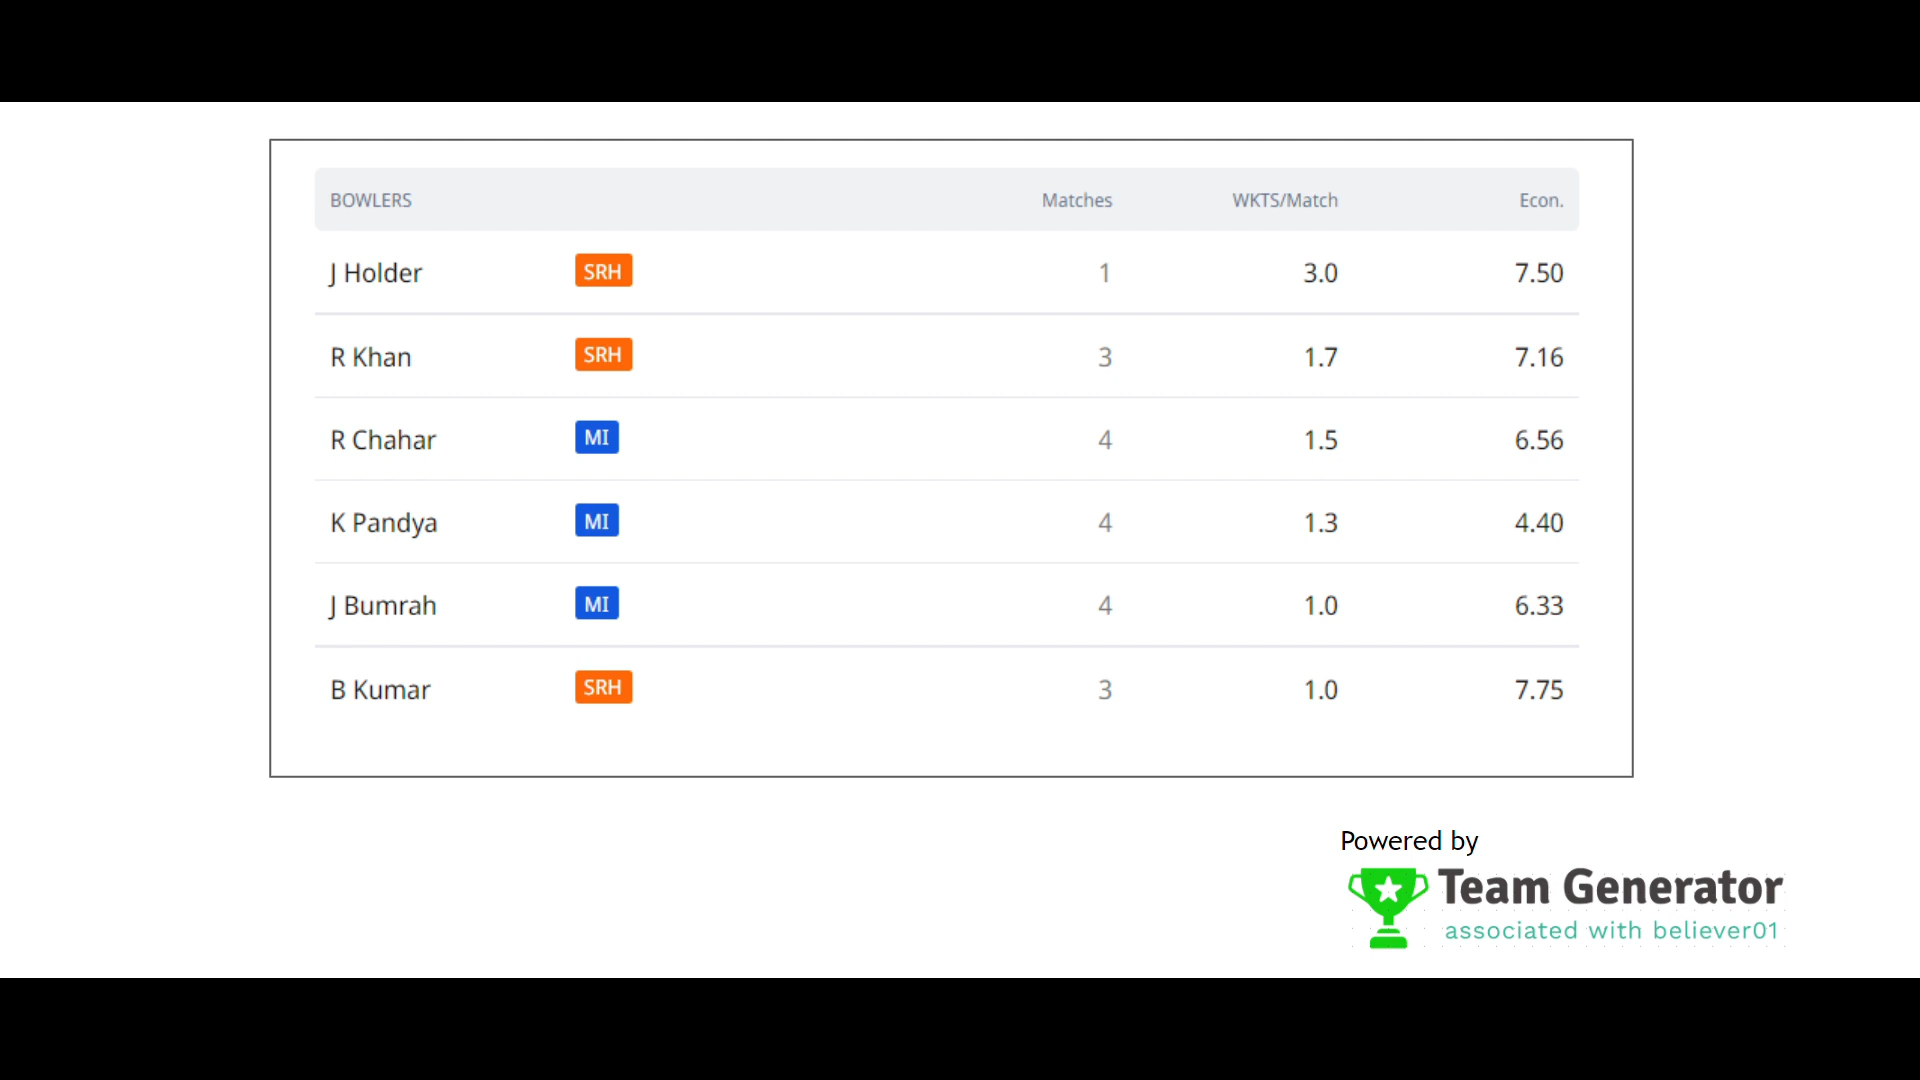 BOWLERS Matches WKTS/Match Econ.
J Holder SRH 1 3.0 7.50
R Khan SRH 3 1.7 7.16
R Chahar MI 4 1.5 6.56
K Pandya MI 4 1.3 4.40
J Bumrah MI 4 1.0 6.33
B Kumar SRH 3 1.0 7.75
Powered by
Team Generator
associated with believer01